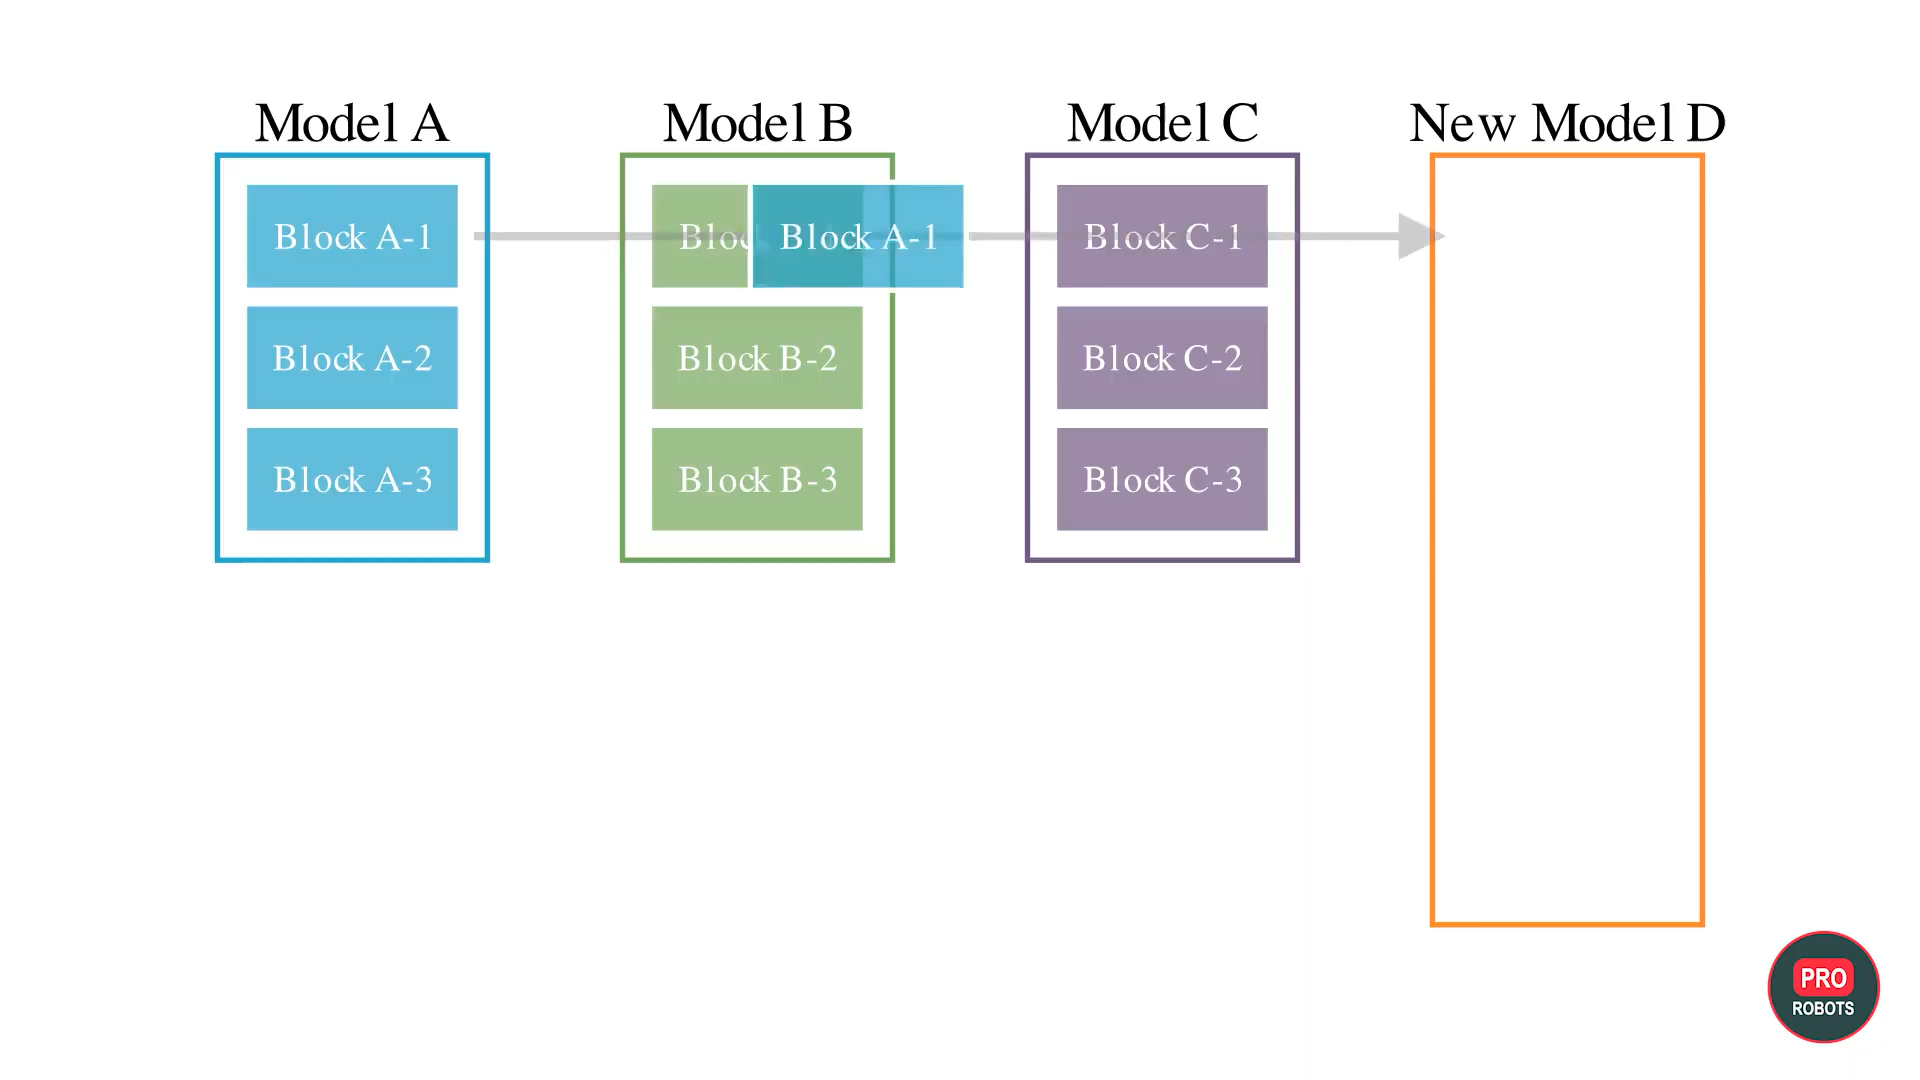 Model A
Model B
Model C
New Model D
Block A-1
Block A-1
Block C-1
Block A-2
Block B-2
Block C-2
Block A-3
Block B-3
Block C-3
PRO
ROBOTS